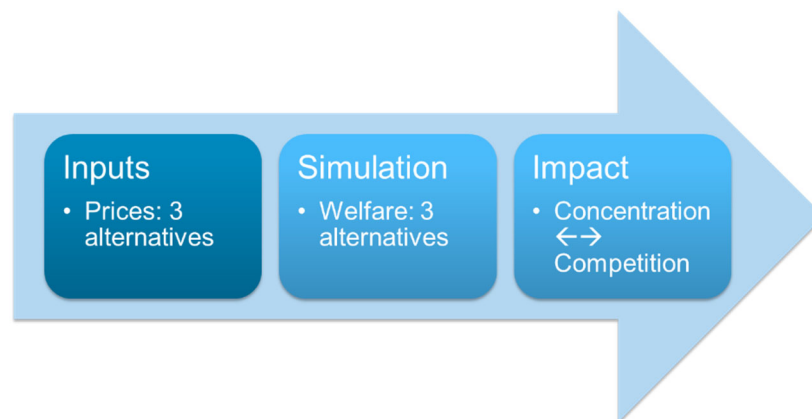 Inputs
• Prices: 3
alternatives
Simulation
• Welfare: 3
alternatives
Impact
• Concentration
←→
Competition